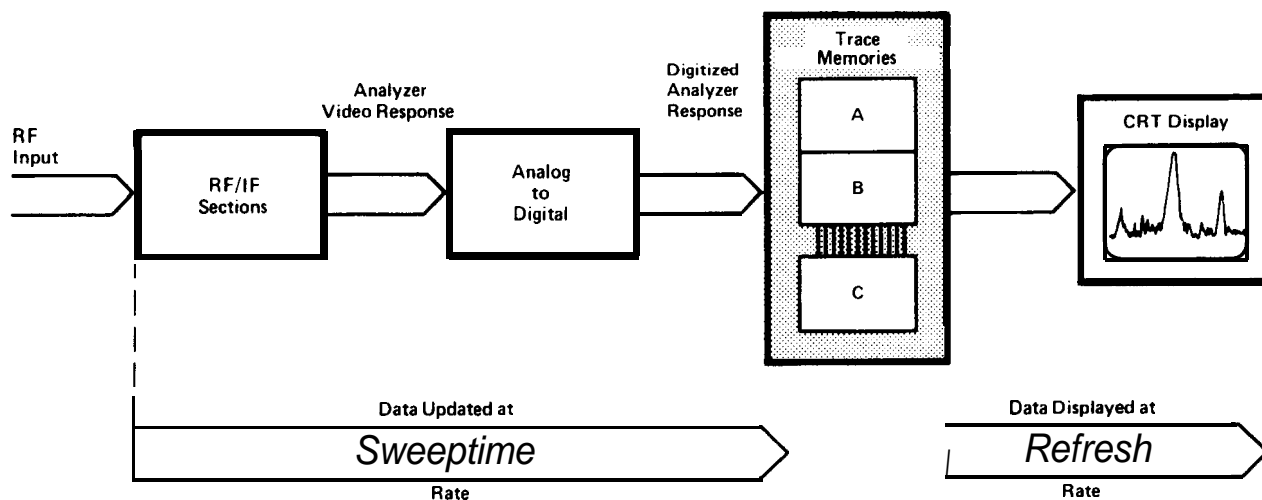 RF
Input
RF/IF
Sections
Analyzer
Video Response
Analog
to
Digital
Digitized
Analyzer
Response
Trace
Memories
A
B
C
CRT Display
Data Updated at
Sweeptime
Rate
Data Displayed at
Refresh
Rate